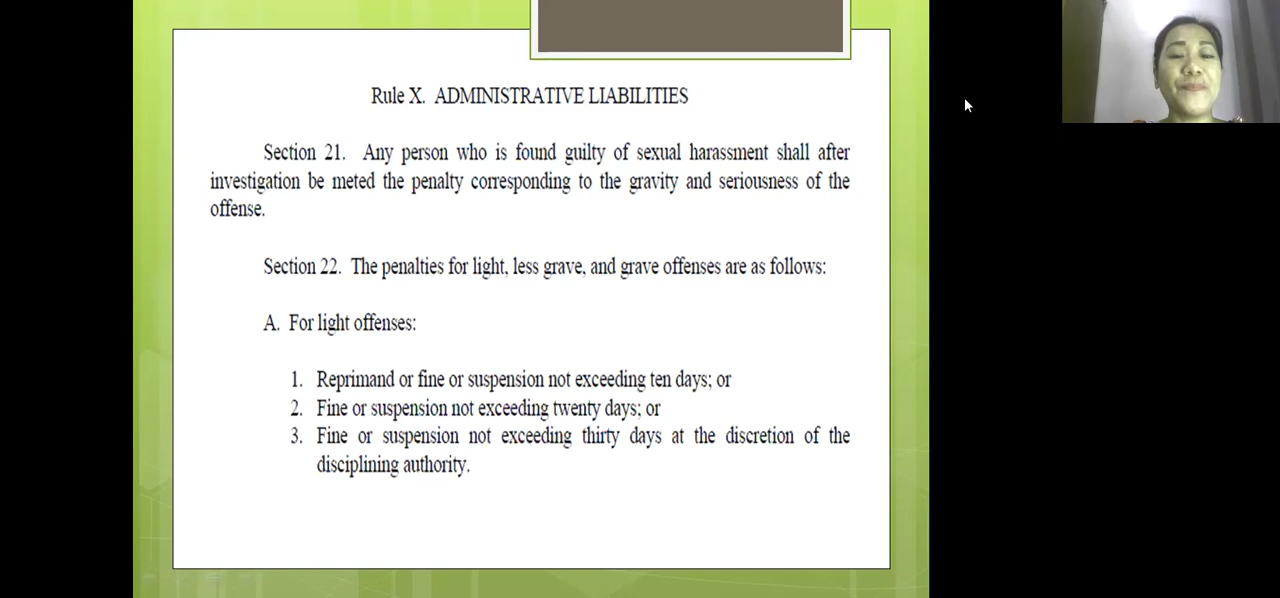 Rule X. ADMINISTRATIVE LIABILITIES
Section 21. Any person who is found guilty of sexual harassment shall after
investigation be meted the penalty corresponding to the gravity and seriousness of the
offense.
Section 22. The penalties for light, less grave, and grave offenses are as follows:
A. For light offenses:
1. Reprimand or fine or suspension not exceeding ten days; or
2. Fine or suspension not exceeding twenty days; or
3. Fine or suspension not exceeding thirty days at the discretion of the
disciplining authority.